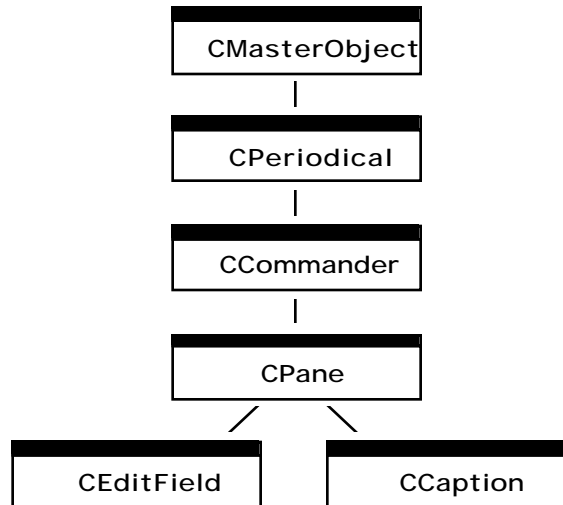 CMasterObject
CPeriodical
CCommander
CPane
CEditField
CCaption